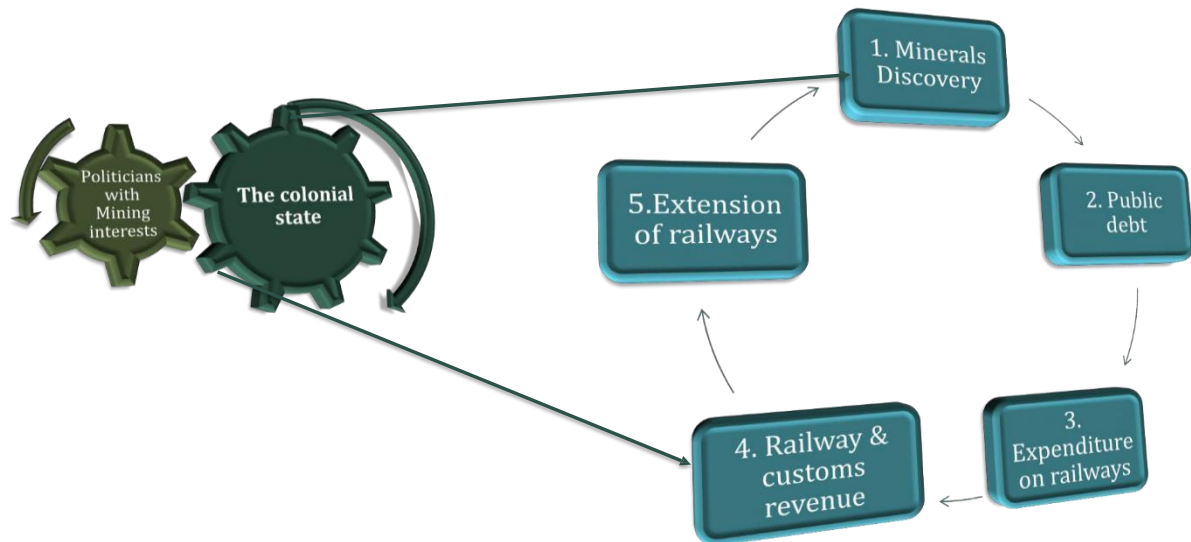 Politicians
with
Mining
interests
The colonial
state
1. Minerals
Discovery
2. Public
debt
3.
Expenditure
on railways
4. Railway &
customs
revenue
5.Extension
of railways